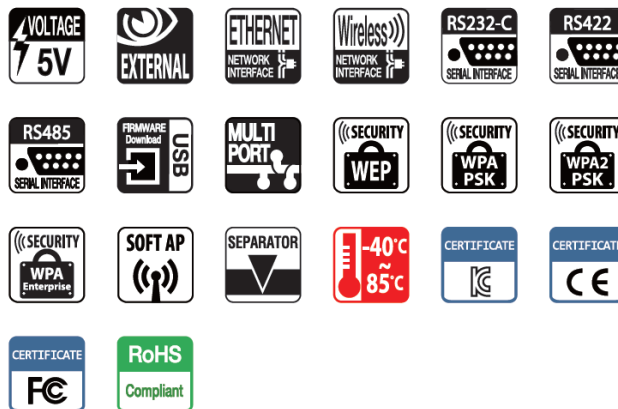 VOLTAGE
5V
EXTERNAL
ETHERNET
NETWORK
INTERFACE
Wireless
NETWORK
INTERFACE
RS232-C
SERIAL INTERFACE
RS422
SERIAL INTERFACE
RS485
SERIAL INTERFACE
FIRMWARE
Download
USB
MULTI
PORT
SECURITY
WEP
SECURITY
WPA
PSK
SECURITY
WPA2
PSK
SECURITY
WPA
Enterprise
SOFT AP
SEPARATOR
-40℃
~
85℃
CERTIFICATE
KC
CERTIFICATE
CE
CERTIFICATE
FC
RoHS
Compliant